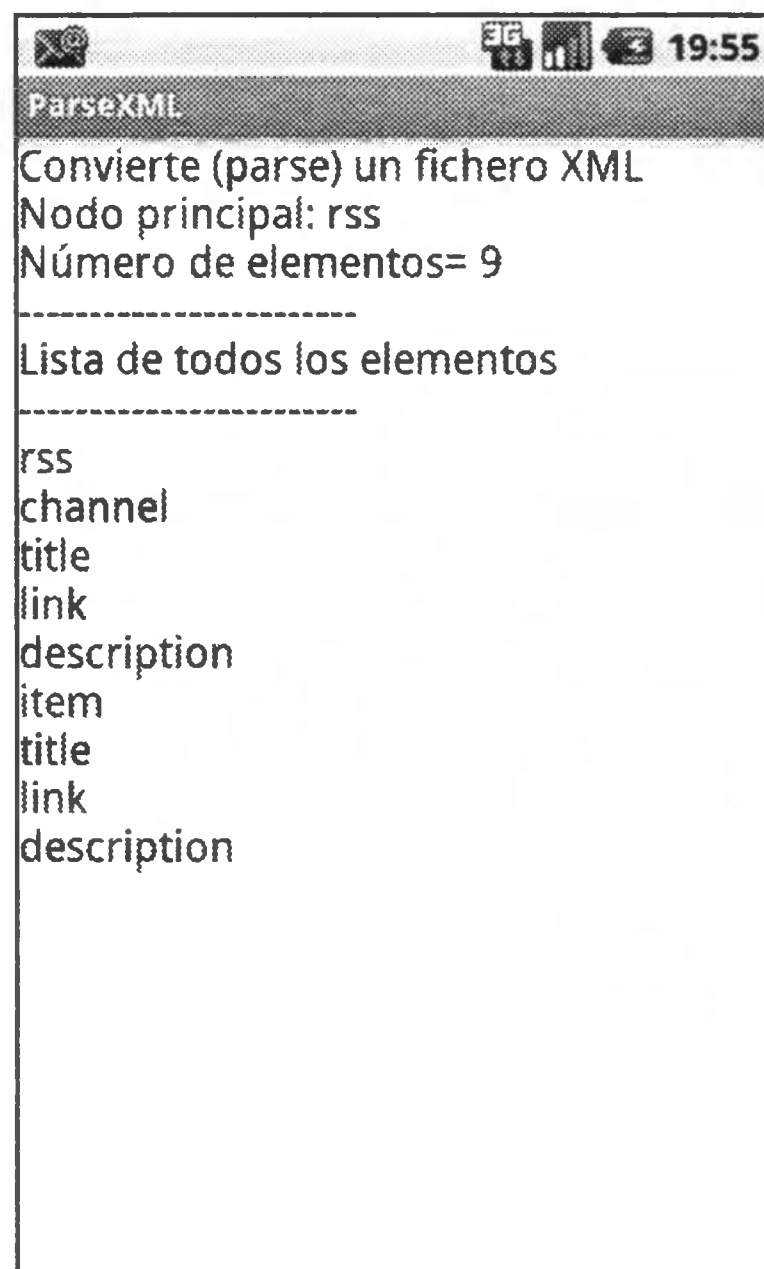 3G 19:55
ParseXML
Convierte (parse) un fichero XML
Nodo principal: rss
Número de elementos= 9
------------------------
Lista de todos los elementos
------------------------
rss
channel
title
link
description
item
title
link
description